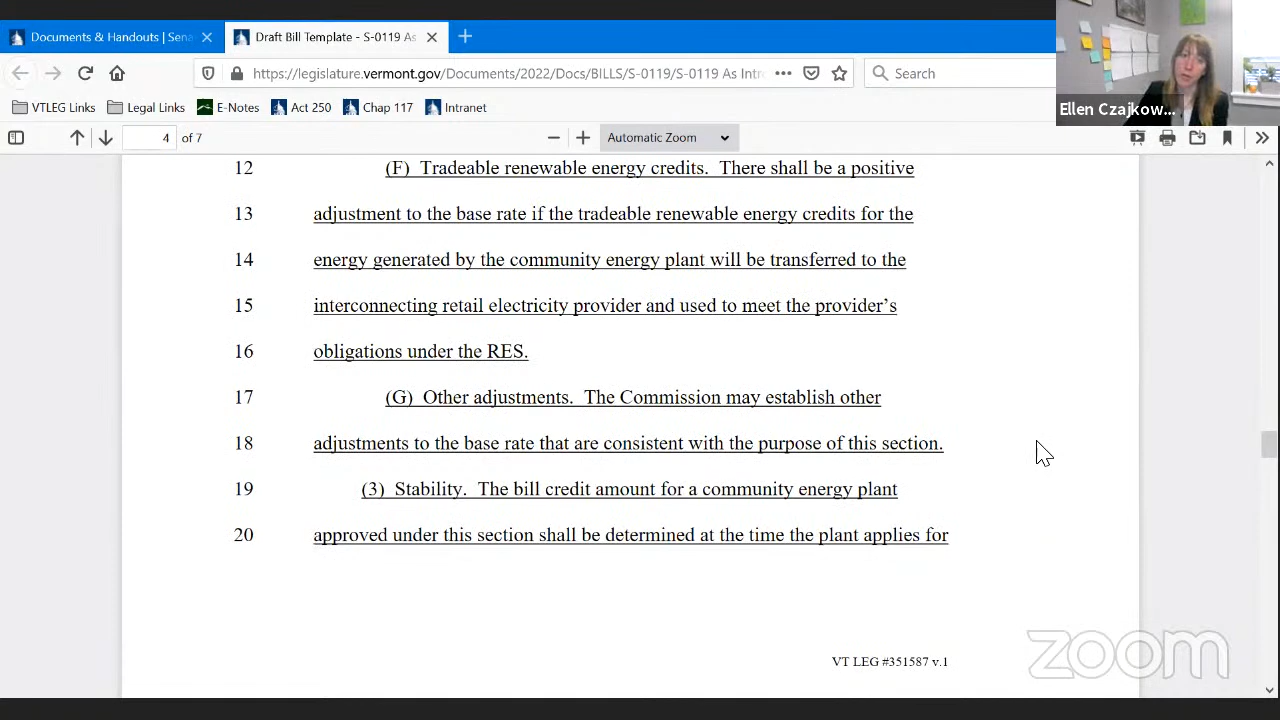 Documents & Handouts | Sena
Draft Bill Template - S-0119 As
https://legislature.vermont.gov/Documents/2022/Docs/BILLS/S-0119/S-0119 As Intr
Search
VTLEG Links
Legal Links
E-Notes
Act 250
Chap 117
Intranet
Ellen Czajkow...
4 of 7
Automatic Zoom
12 (F) Tradeable renewable energy credits. There shall be a positive
13 adjustment to the base rate if the tradeable renewable energy credits for the
14 energy generated by the community energy plant will be transferred to the
15 interconnecting retail electricity provider and used to meet the provider's
16 obligations under the RES.
17 (G) Other adjustments. The Commission may establish other
18 adjustments to the base rate that are consistent with the purpose of this section.
19 (3) Stability. The bill credit amount for a community energy plant
20 approved under this section shall be determined at the time the plant applies for
VT LEG #351587 v.1
zoom